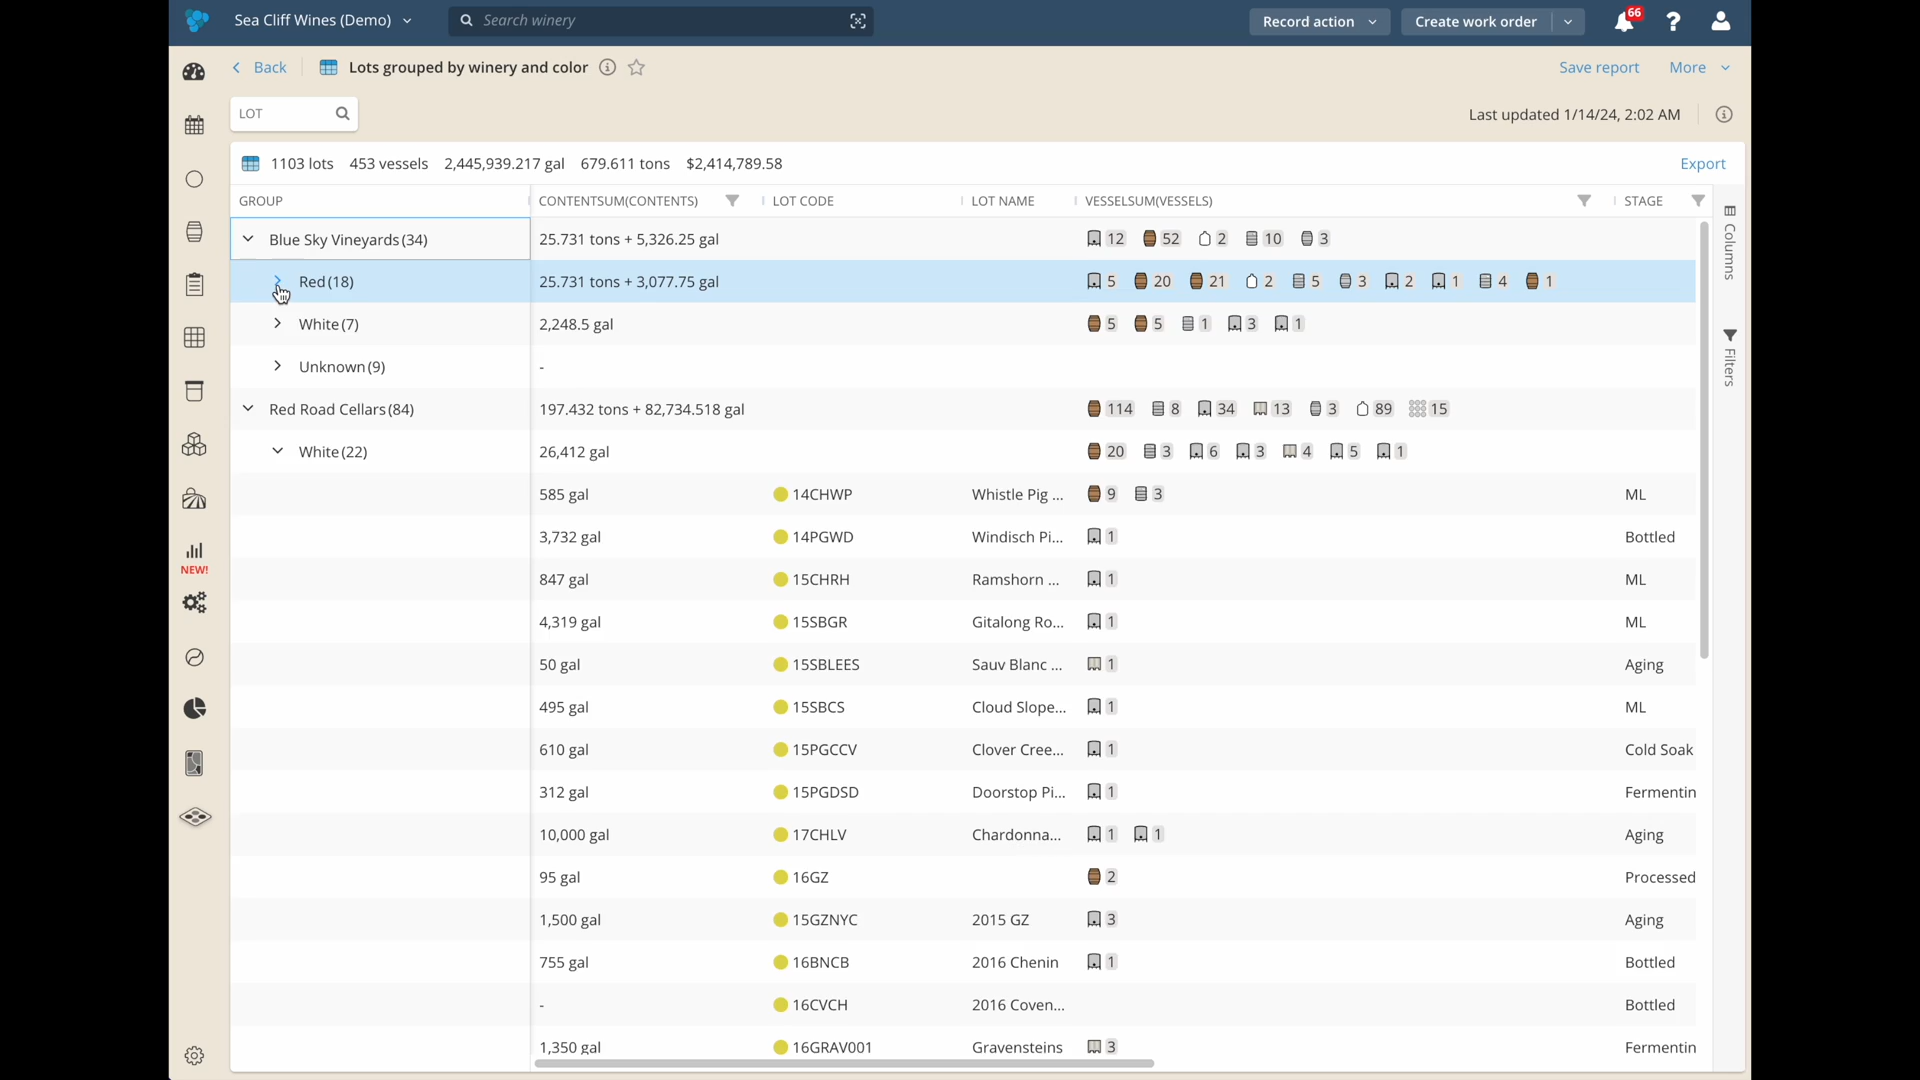 Sea Cliff Wines (Demo)
Search winery
Record action
Create work order
66
?
Back
Lots grouped by winery and color
Save report
More
LOT
Last updated 1/14/24, 2:02 AM
1103 lots 453 vessels 2,445,939.217 gal 679.611 tons $2,414,789.58
Export
GROUP CONTENTSUM(CONTENTS) LOT CODE LOT NAME VESSELSUM(VESSELS) STAGE
Columns
Filters
Blue Sky Vineyards (34) 25.731 tons + 5,326.25 gal 12 52 2 10 3
Red (18) 25.731 tons + 3,077.75 gal 5 20 21 2 5 3 2 1 4 1
White (7) 2,248.5 gal 5 5 1 3 1
Unknown (9) -
Red Road Cellars (84) 197.432 tons + 82,734.518 gal 114 8 34 13 3 89 15
White (22) 26,412 gal 20 3 6 3 4 5 1
585 gal 14CHWP Whistle Pig ... 9 3 ML
3,732 gal 14PGWD Windisch Pi... 1 Bottled
NEW!
847 gal 15CHRH Ramshorn ... 1 ML
4,319 gal 15SBGR Gitalong Ro... 1 ML
50 gal 15SBLEES Sauv Blanc ... 1 Aging
495 gal 15SBCS Cloud Slope... 1 ML
610 gal 15PGCCV Clover Cree... 1 Cold Soak
312 gal 15PGDSD Doorstop Pi... 1 Fermentin
10,000 gal 17CHLV Chardonna... 1 1 Aging
95 gal 16GZ 2 Processed
1,500 gal 15GZNYC 2015 GZ 3 Aging
755 gal 16BNCB 2016 Chenin 1 Bottled
- 16CVCH 2016 Coven... Bottled
1,350 gal 16GRAV001 Gravensteins 3 Fermentin